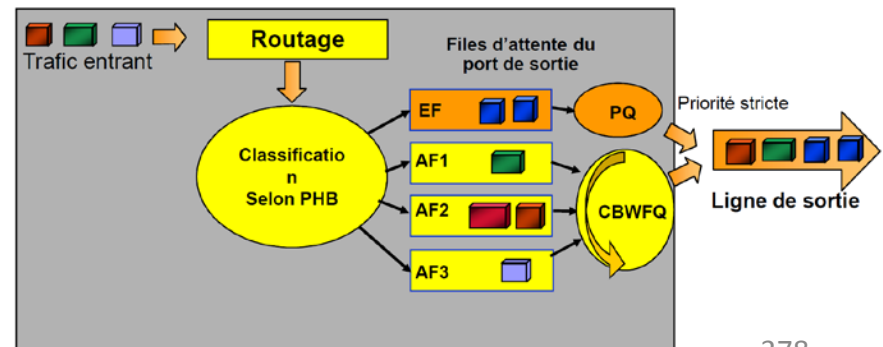 Trafic entrant
Routage
Files d'attente du
port de sortie
Classificatio
n
Selon PHB
EF
AF1
AF2
AF3
PQ
CBWFQ
Priorité stricte
Ligne de sortie